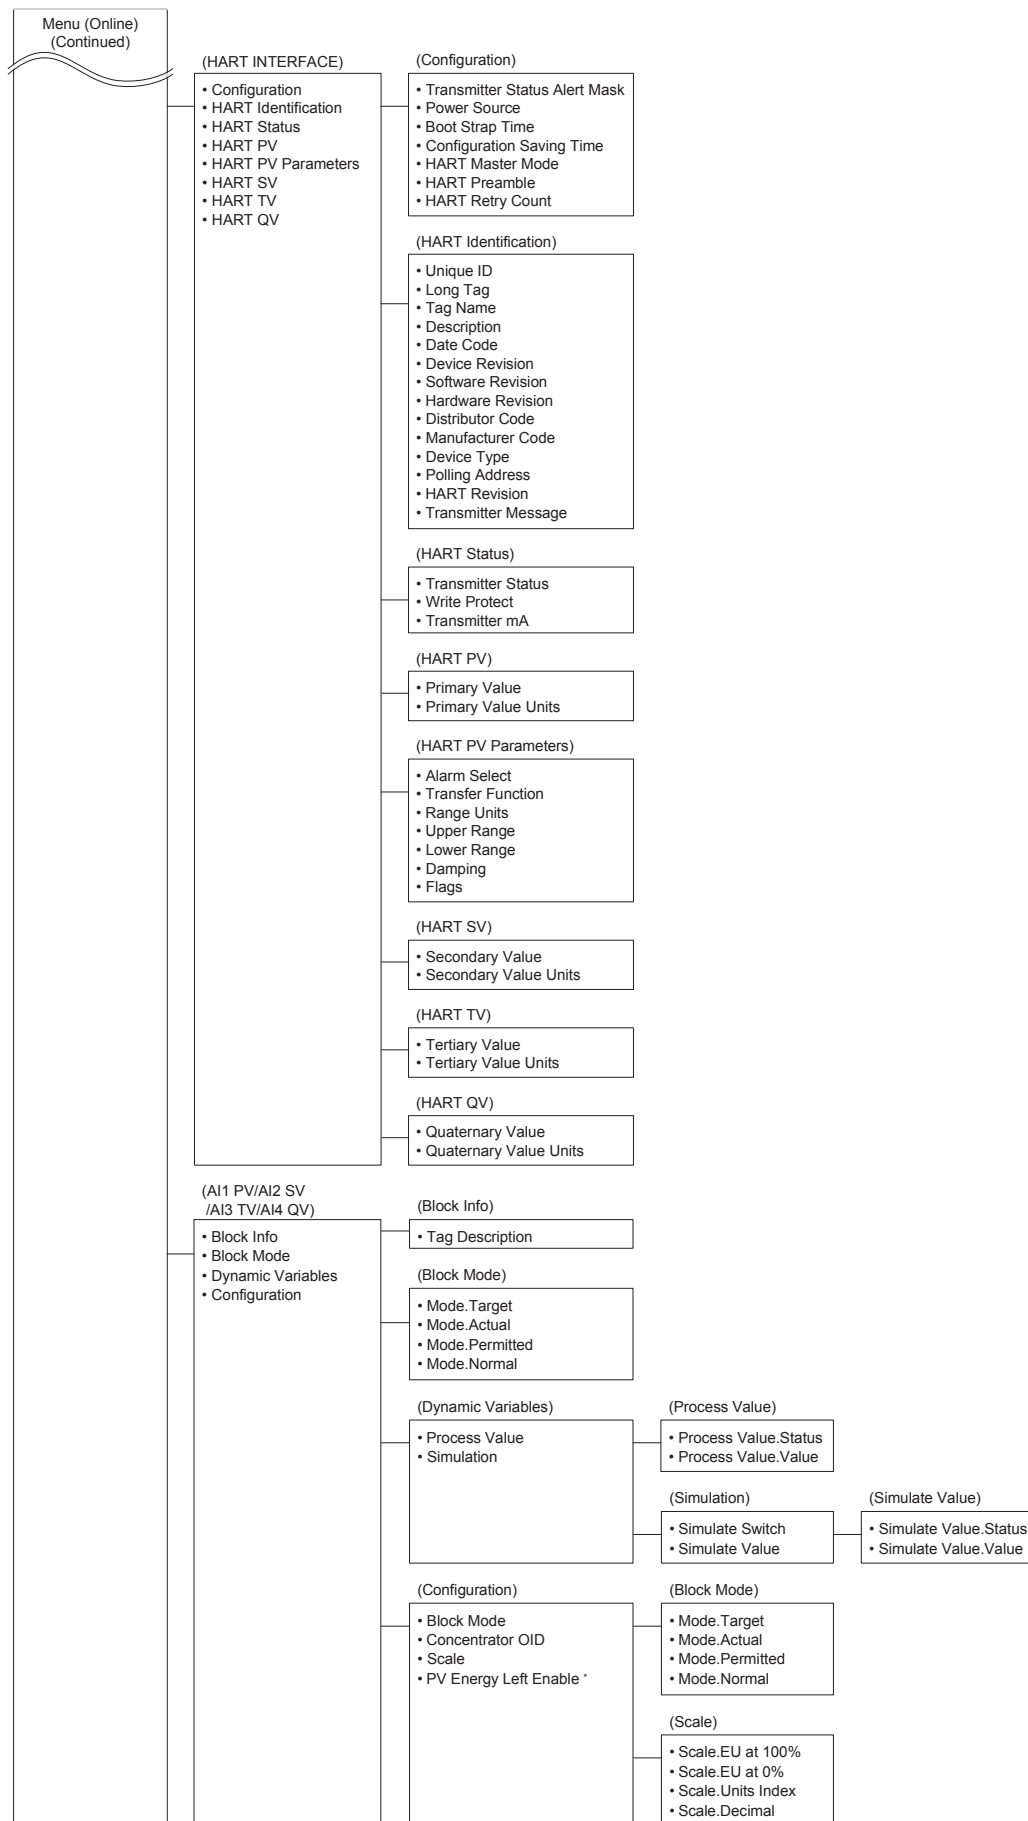 Menu (Online)
(Continued)
(HART INTERFACE)
• Configuration
• HART Identification
• HART Status
• HART PV
• HART PV Parameters
• HART SV
• HART TV
• HART QV
(Configuration)
• Transmitter Status Alert Mask
• Power Source
• Boot Strap Time
• Configuration Saving Time
• HART Master Mode
• HART Preamble
• HART Retry Count
(HART Identification)
• Unique ID
• Long Tag
• Tag Name
• Description
• Date Code
• Device Revision
• Software Revision
• Hardware Revision
• Distributor Code
• Manufacturer Code
• Device Type
• Polling Address
• HART Revision
• Transmitter Message
(HART Status)
• Transmitter Status
• Write Protect
• Transmitter mA
(HART PV)
• Primary Value
• Primary Value Units
(HART PV Parameters)
• Alarm Select
• Transfer Function
• Range Units
• Upper Range
• Lower Range
• Damping
• Flags
(HART SV)
• Secondary Value
• Secondary Value Units
(HART TV)
• Tertiary Value
• Tertiary Value Units
(HART QV)
• Quaternary Value
• Quaternary Value Units
(AI1 PV/AI2 SV
/AI3 TV/AI4 QV)
• Block Info
• Block Mode
• Dynamic Variables
• Configuration
(Block Info)
• Tag Description
(Block Mode)
• Mode.Target
• Mode.Actual
• Mode.Permitted
• Mode.Normal
(Dynamic Variables)
• Process Value
• Simulation
(Process Value)
• Process Value.Status
• Process Value.Value
(Simulation)
• Simulate Switch
• Simulate Value
(Simulate Value)
• Simulate Value.Status
• Simulate Value.Value
(Configuration)
• Block Mode
• Concentrator OID
• Scale
• PV Energy Left Enable *
(Block Mode)
• Mode.Target
• Mode.Actual
• Mode.Permitted
• Mode.Normal
(Scale)
• Scale.EU at 100%
• Scale.EU at 0%
• Scale.Units Index
• Scale.Decimal